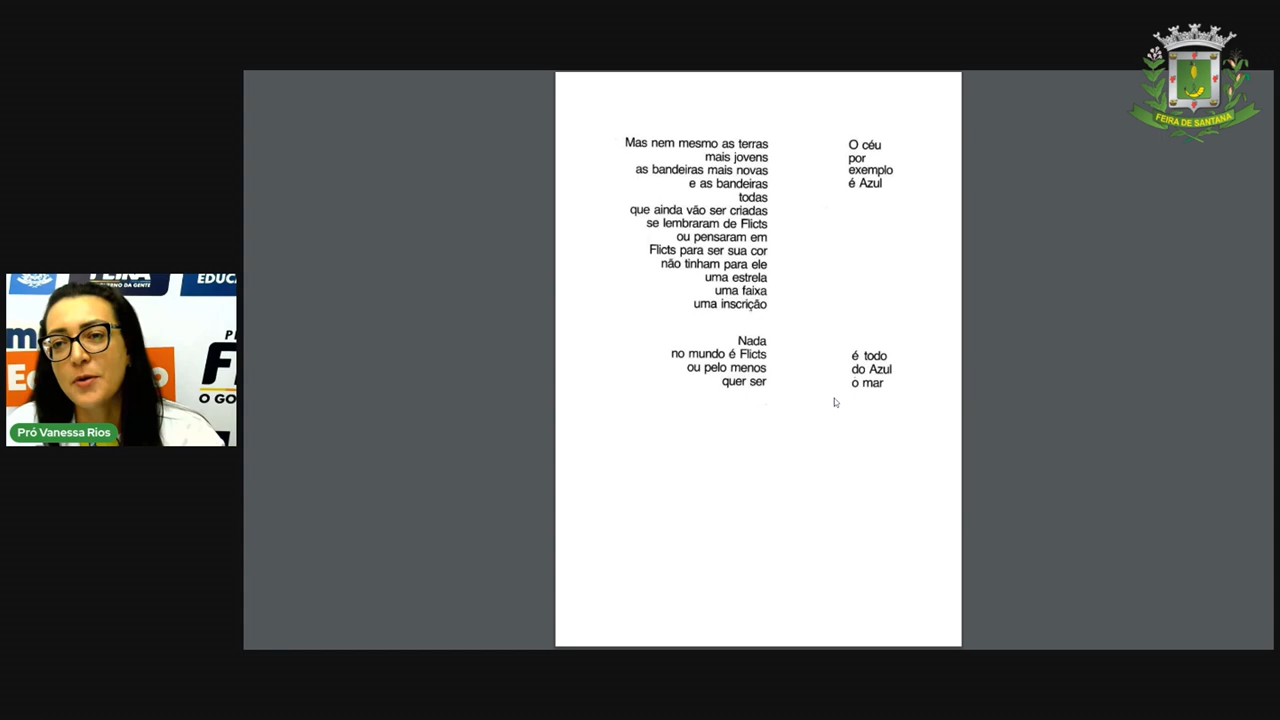 FEIRA DE SANTANA
Mas nem mesmo as terras
mais jovens
as bandeiras mais novas
e as bandeiras
todas
que ainda vão ser criadas
se lembraram de Flicts
ou pensaram em
Flicts para ser sua cor
não tinham para ele
uma estrela
uma faixa
uma inscrição
Nada
no mundo é Flicts
ou pelo menos
quer ser
O céu
por
exemplo
é Azul
é todo
do Azul
o mar
EDUCA
O GO
Pró Vanessa Rios